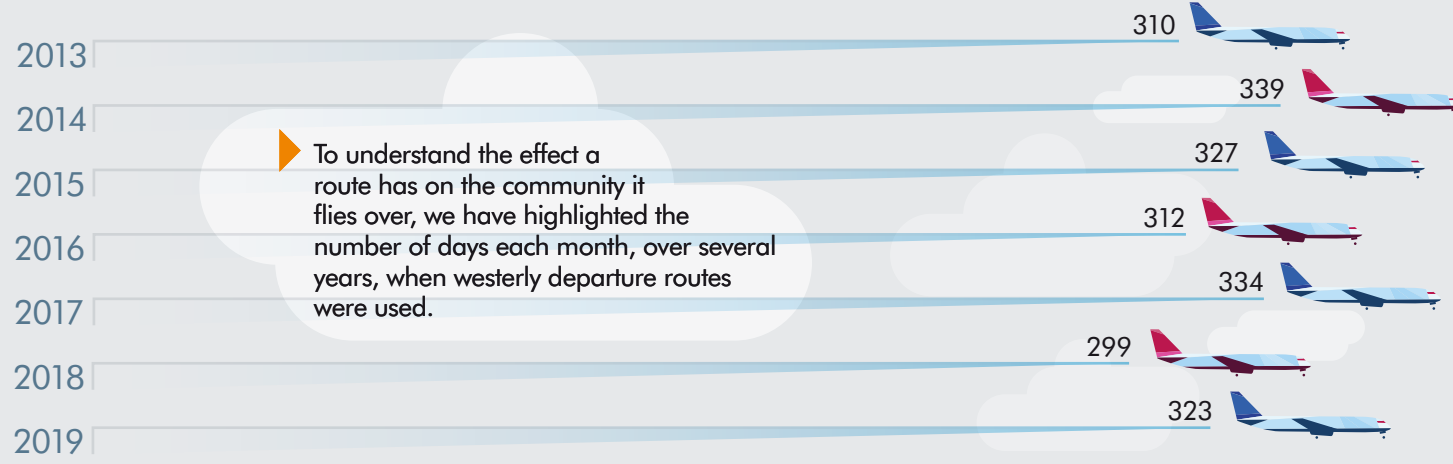 2013
310
2014
339
2015
327
2016
312
2017
334
2018
299
2019
323
To understand the effect a
route has on the community it
flies over, we have highlighted the
number of days each month, over several
years, when westerly departure routes
were used.